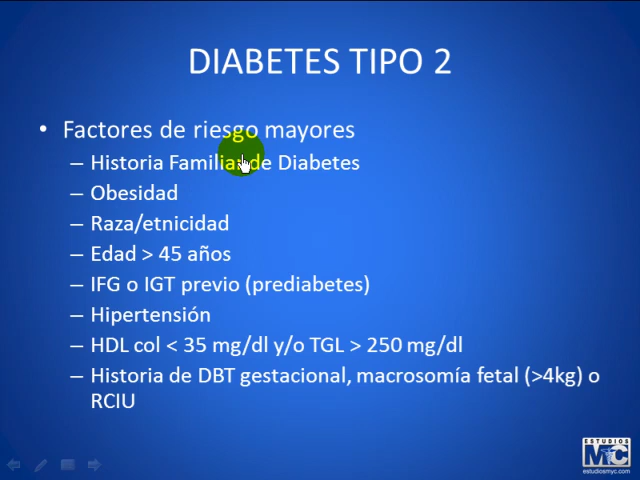 DIABETES TIPO 2
• Factores de riesgo mayores
– Historia Familiar de Diabetes
– Obesidad
– Raza/etnicidad
– Edad > 45 años
– IFG o IGT previo (prediabetes)
– Hipertensión
– HDL col < 35 mg/dl y/o TGL > 250 mg/dl
– Historia de DBT gestacional, macrosomía fetal (>4kg) o
RCIU
ESTUDIOS
MyC
estudiosmyc.com